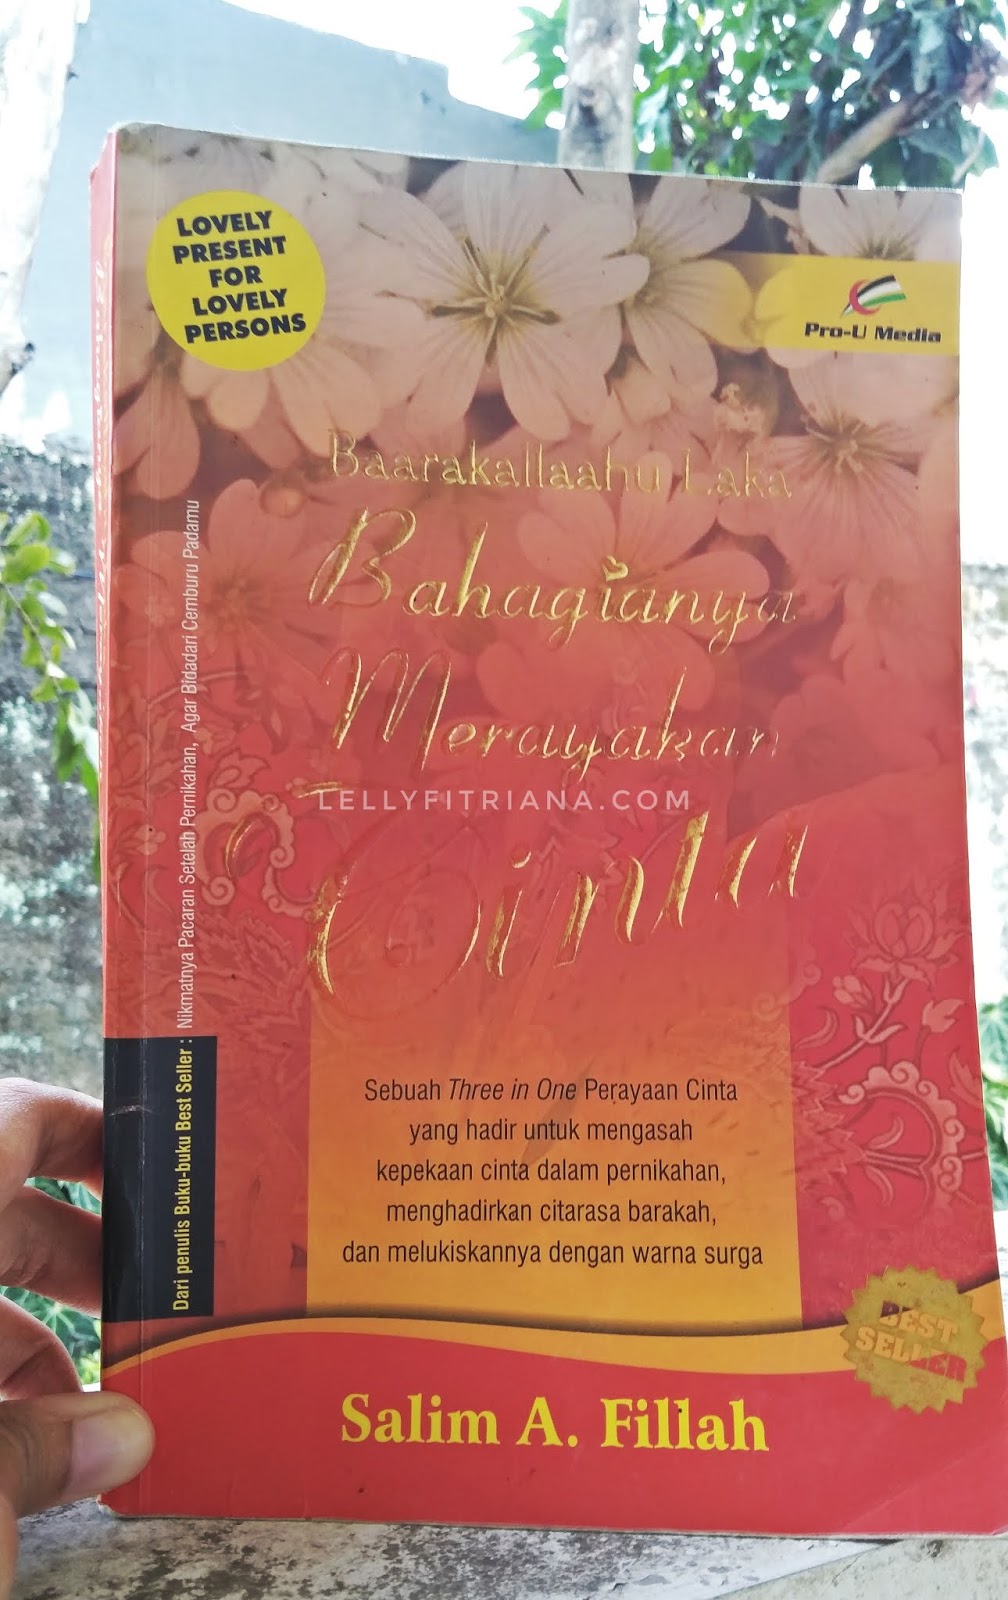 LOVELY
PRESENT
FOR
LOVELY
PERSONS
Pro-U Media
Baarakallaahu Laka
Bahagianya
Merayakan
Cinta
LELLYFITRIANA.COM
Dari penulis Buku-buku Best Seller : Nikmatnya Pacaran Setelah Pernikahan, Agar Bidadari Cemburu Padamu
Sebuah Three in One Perayaan Cinta
yang hadir untuk mengasah
kepekaan cinta dalam pernikahan,
menghadirkan citarasa barakah,
dan melukiskannya dengan warna surga
BEST
SELLER
Salim A. Fillah